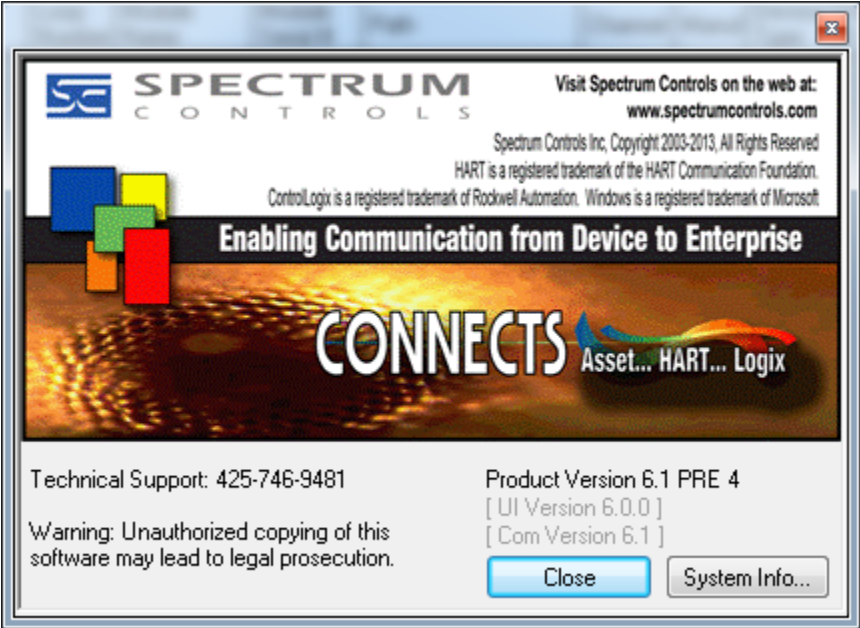 SPECTRUM
CONTROLS
Visit Spectrum Controls on the web at:
www.spectrumcontrols.com
Spectrum Controls Inc, Copyright 2003-2013, All Rights Reserved
HART is a registered trademark of the HART Communication Foundation.
ControlLogix is a registered trademark of Rockwell Automation. Windows is a registered trademark of Microsoft
Enabling Communication from Device to Enterprise
CONNECTS
Asset... HART... Logix
Technical Support: 425-746-9481
Warning: Unauthorized copying of this
software may lead to legal prosecution.
Product Version 6.1 PRE 4
[ UI Version 6.0.0 ]
[ Com Version 6.1 ]
Close
System Info...